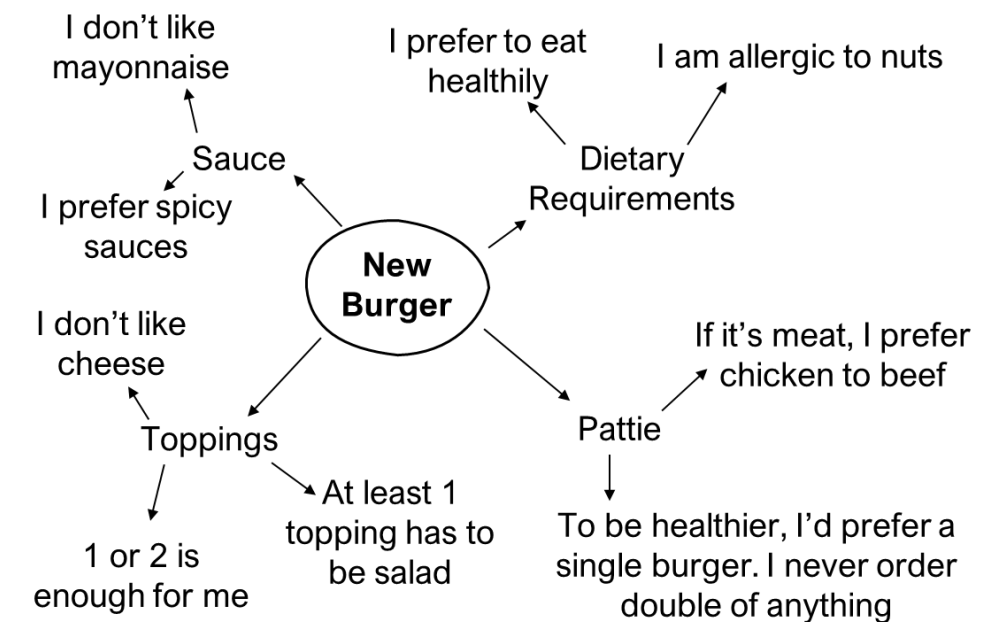 I don’t like
mayonnaise
Sauce
I prefer spicy
sauces
I prefer to eat
healthily
I am allergic to nuts
Dietary
Requirements
New
Burger
I don’t like
cheese
Toppings
1 or 2 is
enough for me
At least 1
topping has to
be salad
If it’s meat, I prefer
chicken to beef
Pattie
To be healthier, I’d prefer a
single burger. I never order
double of anything